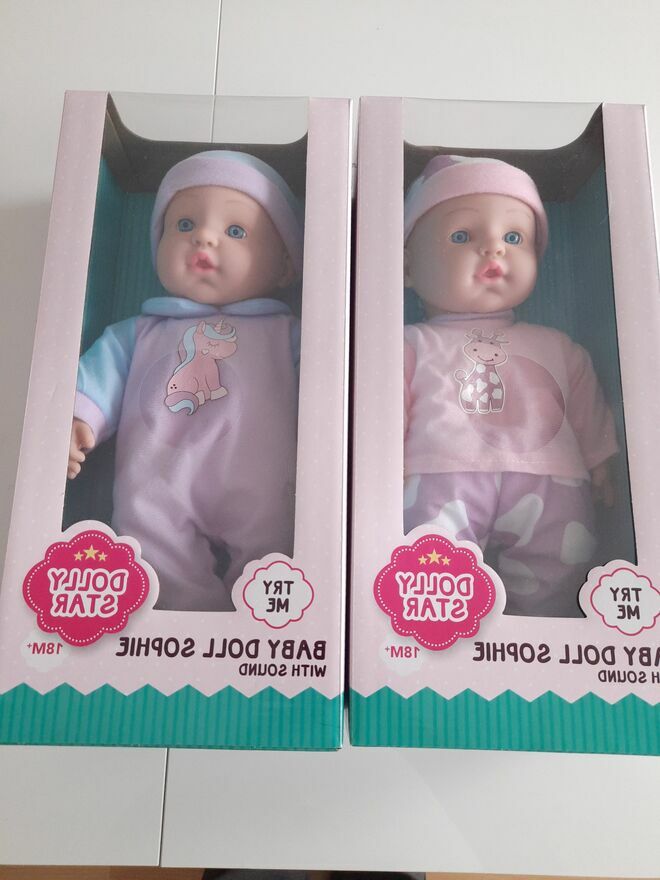 DOLLY
STAR
TRY
ME
18M+
BABY DOLL SOPHIE
WITH SOUND
DOLLY
STAR
TRY
ME
18M+
ABY DOLL SOPHIE
H SOUND